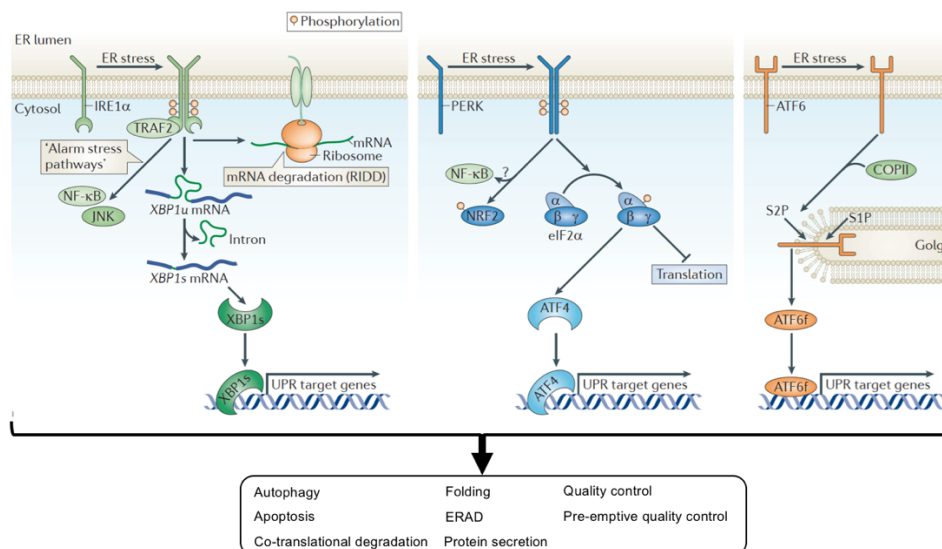 Phosphorylation
ER lumen
ER stress
Cytosol
IRE1α
TRAF2
'Alarm stress
pathways'
NF-κB
JNK
mRNA
Ribosome
mRNA degradation (RIDD)
XBP1u mRNA
Intron
XBP1s mRNA
XBP1s
XBP1s
UPR target genes
ER stress
PERK
NF-κB
?
NRF2
α
β γ
eIF2α
α
β γ
Translation
ATF4
ATF4
UPR target genes
ER stress
ATF6
COPII
S2P
S1P
Golg
ATF6f
ATF6f
UPR target genes
Autophagy Folding Quality control
Apoptosis ERAD Pre-emptive quality control
Co-translational degradation Protein secretion